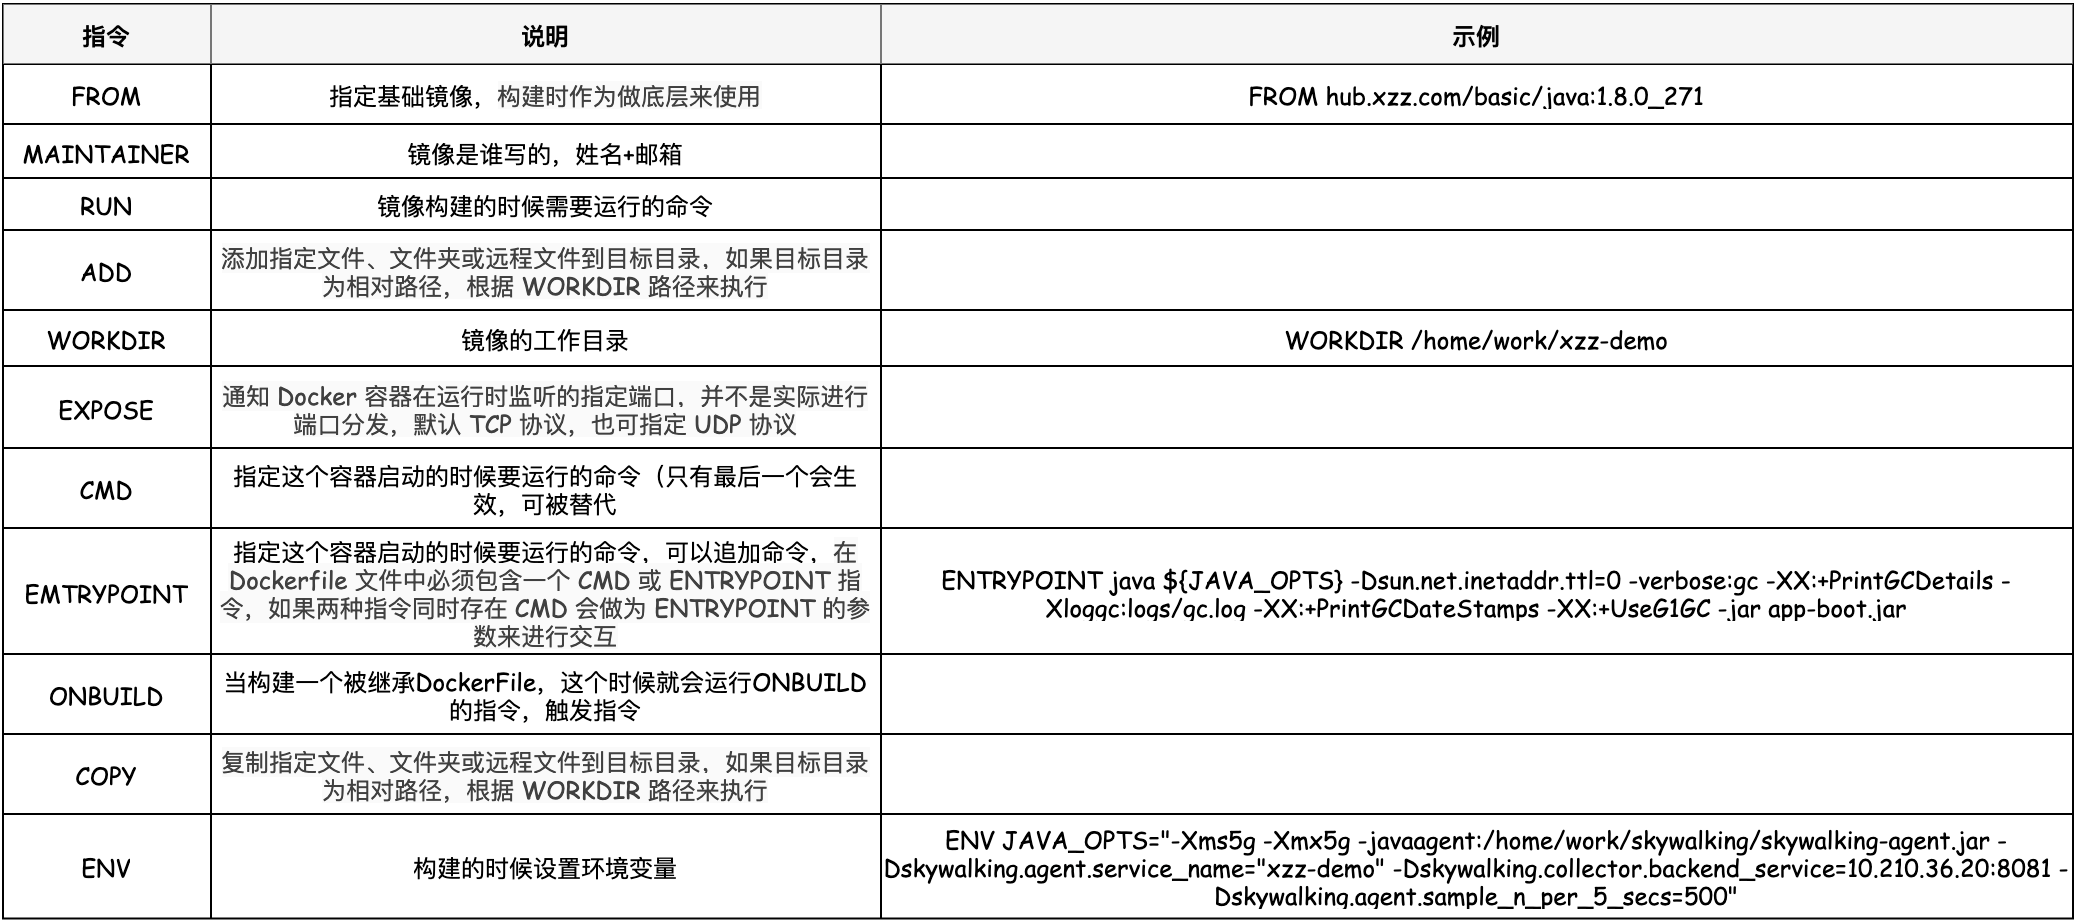 指令
说明
示例
FROM
指定基础镜像，构建时作为做底层来使用
FROM hub.xzz.com/basic/java:1.8.0_271
MAINTAINER
镜像是谁写的，姓名+邮箱
RUN
镜像构建的时候需要运行的命令
ADD
添加指定文件、文件夹或远程文件到目标目录，如果目标目录
为相对路径，根据 WORKDIR 路径来执行
WORKDIR
镜像的工作目录
WORKDIR /home/work/xzz-demo
EXPOSE
通知 Docker 容器在运行时监听的指定端口，并不是实际进行
端口分发，默认 TCP 协议，也可指定 UDP 协议
CMD
指定这个容器启动的时候要运行的命令（只有最后一个会生
效，可被替代
EMTRYPOINT
指定这个容器启动的时候要运行的命令，可以追加命令，在
Dockerfile 文件中必须包含一个 CMD 或 ENTRYPOINT 指
令，如果两种指令同时存在 CMD 会做为 ENTRYPOINT 的参
数来进行交互
ENTRYPOINT java ${JAVA_OPTS} -Dsun.net.inetaddr.ttl=0 -verbose:gc -XX:+PrintGCDetails -
Xloggc:logs/gc.log -XX:+PrintGCDateStamps -XX:+UseG1GC -jar app-boot.jar
ONBUILD
当构建一个被继承DockerFile，这个时候就会运行ONBUILD
的指令，触发指令
COPY
复制指定文件、文件夹或远程文件到目标目录，如果目标目录
为相对路径，根据 WORKDIR 路径来执行
ENV
构建的时候设置环境变量
ENV JAVA_OPTS="-Xms5g -Xmx5g -javaagent:/home/work/skywalking/skywalking-agent.jar -
Dskywalking.agent.service_name="xzz-demo" -Dskywalking.collector.backend_service=10.210.36.20:8081 -
Dskywalking.agent.sample_n_per_5_secs=500"